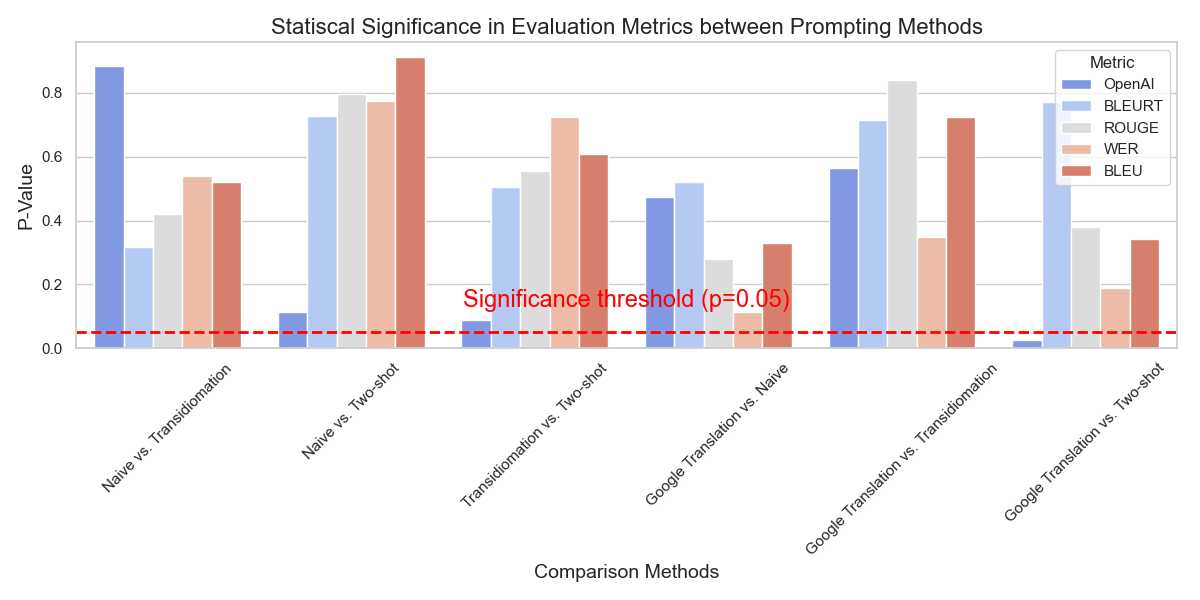 Statiscal Significance in Evaluation Metrics between Prompting Methods
Metric
OpenAI
BLEURT
ROUGE
WER
BLEU
P-Value
0.8
0.6
0.4
0.2
0.0
Significance threshold (p=0.05)
Naive vs. Transidiomation
Naive vs. Two-shot
Transidiomation vs. Two-shot
Google Translation vs. Naive
Google Translation vs. Transidiomation
Google Translation vs. Two-shot
Comparison Methods